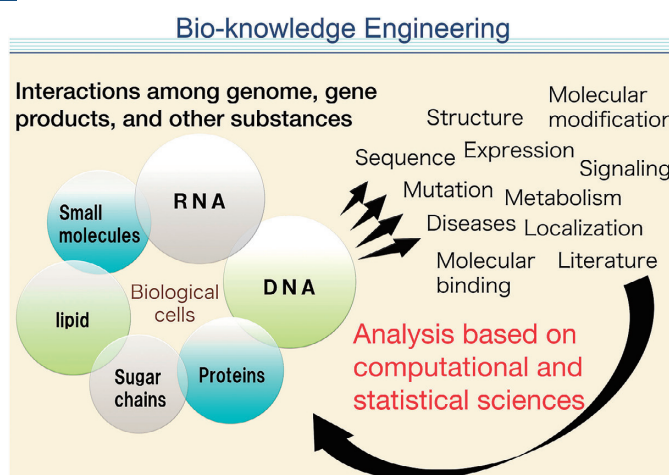 Bio-knowledge Engineering
Interactions among genome, gene
products, and other substances
RNA
Small
molecules
DNA
lipid
Biological
cells
Sugar
chains
Proteins
Molecular
modification
Structure
Sequence
Expression
Signaling
Mutation
Metabolism
Diseases
Localization
Molecular
binding
Literature
Analysis based on
computational and
statistical sciences